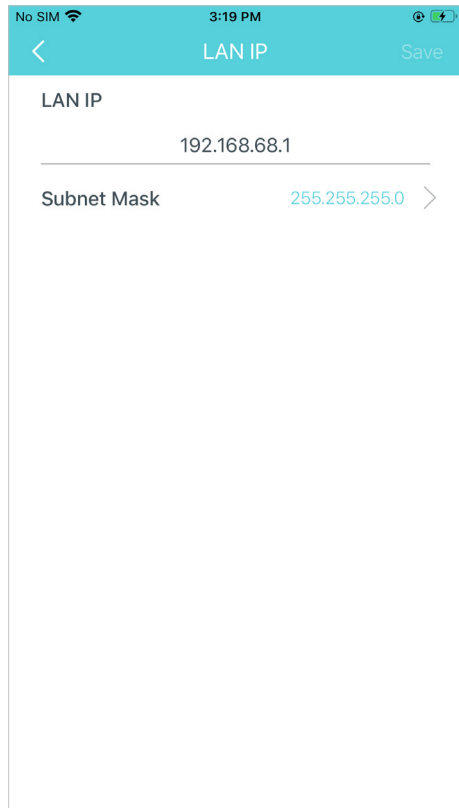 No SIM 3:19 PM
LAN IP Save
LAN IP
192.168.68.1
Subnet Mask 255.255.255.0